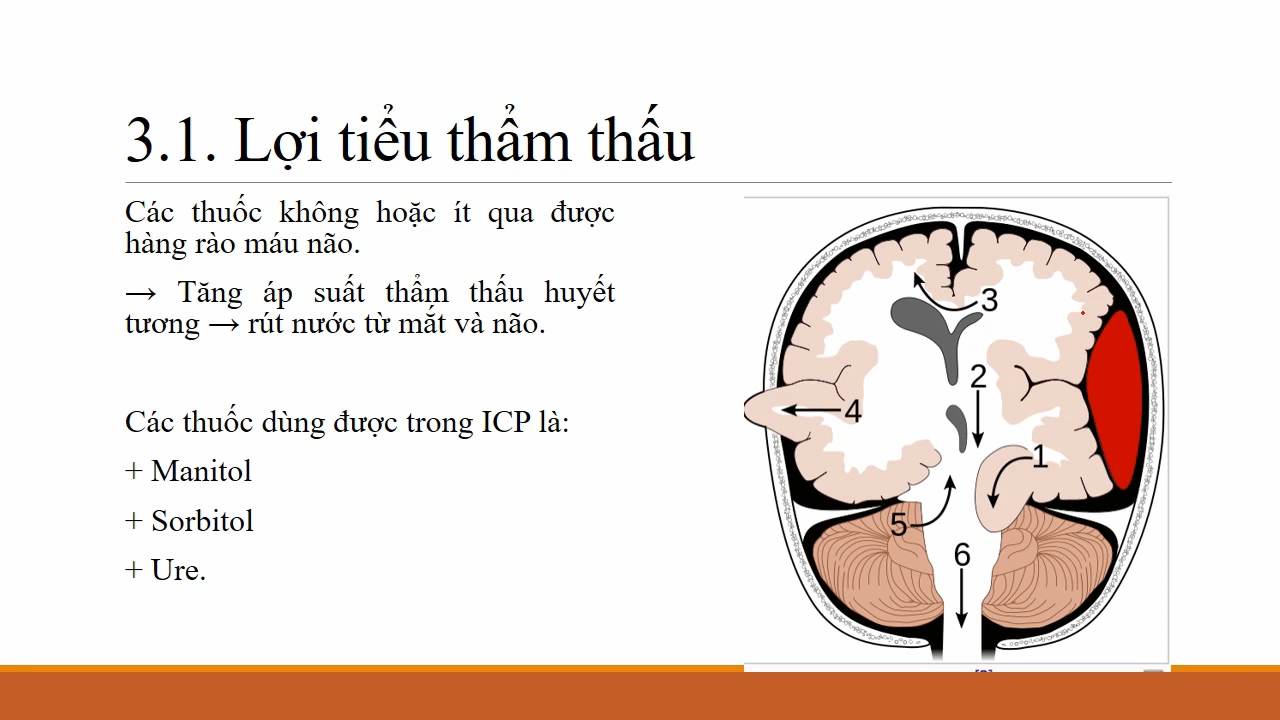 3.1. Lợi tiểu thẩm thấu
Các thuốc không hoặc ít qua được
hàng rào máu não.
→ Tăng áp suất thẩm thấu huyết
tương → rút nước từ mắt và não.
Các thuốc dùng được trong ICP là:
+ Manitol
+ Sorbitol
+ Ure.
3
2
4
1
5
6